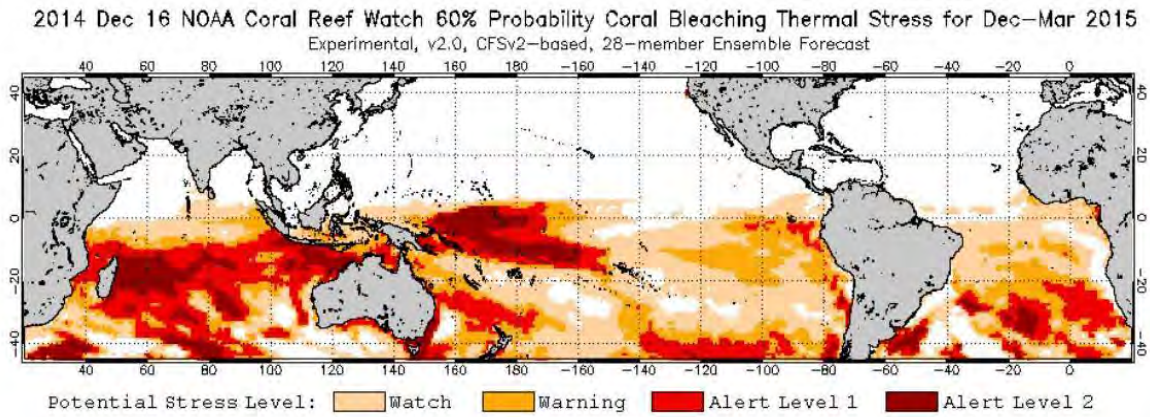 2014 Dec 16 NOAA Coral Reef Watch 60% Probability Coral Bleaching Thermal Stress for Dec-Mar 2015
Experimental, v2.0, CFSv2-based, 28-member Ensemble Forecast
40 60 80 100 120 140 160 180 -160 -140 -120 -100 -80 -60 -40 -20 0
40 40
20 20
0 0
-20 -20
-40 -40
40 60 80 100 120 140 160 180 -160 -140 -120 -100 -80 -60 -40 -20 0
Potential Stress Level: Watch Warning Alert Level 1 Alert Level 2